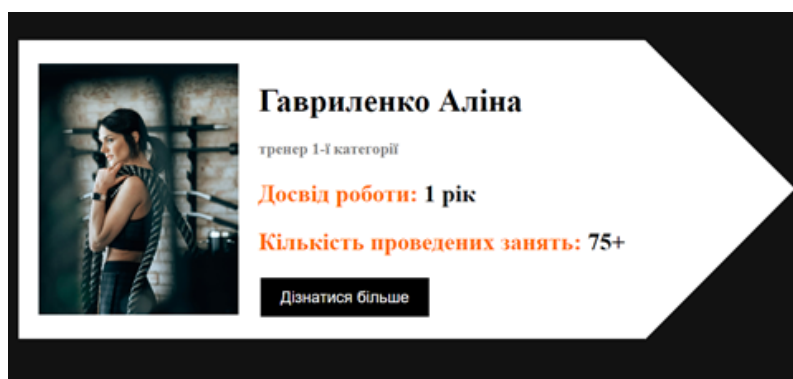 Гавриленко Аліна
тренер 1-ї категорії
Досвід роботи: 1 рік
Кількість проведених занять: 75+
Дізнатися більше